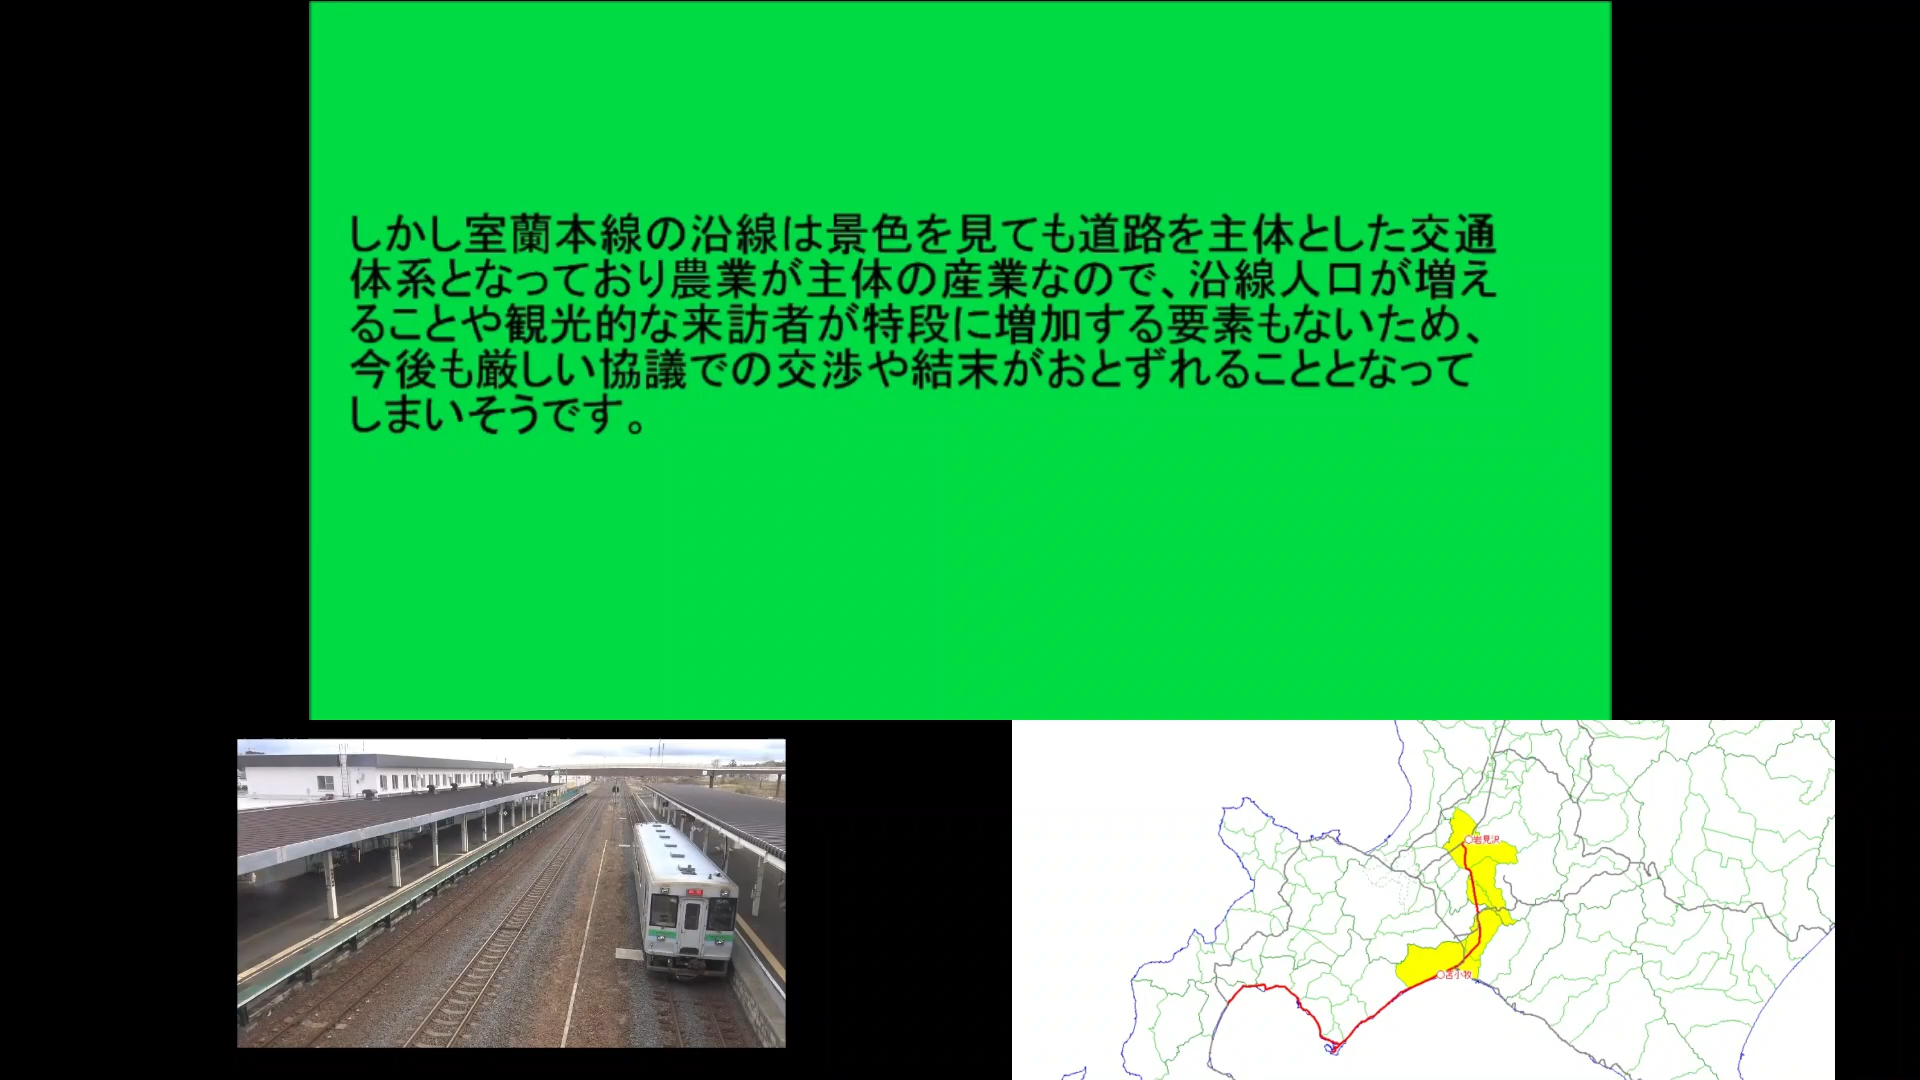 しかし室蘭本線の沿線は景色を見ても道路を主体とした交通
体系となっており農業が主体の産業なので、沿線人口が増え
ることや観光的な来訪者が特段に増加する要素もないため、
今後も厳しい協議での交渉や結末がおとずれることとなって
しまいそうです。
岩見沢
苫小牧